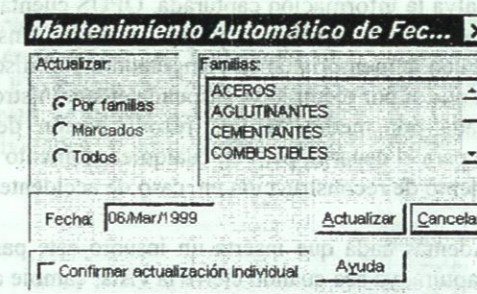 Mantenimiento Automático de Fec...
Actualizar:
Por familias
Marcados
Todos
Familias:
ACEROS
AGLUTINANTES
CEMENTANTES
COMBUSTIBLES
Fecha: 06/Mar/1999
Actualizar
Cancela
Confirmar actualización individual
Ayuda